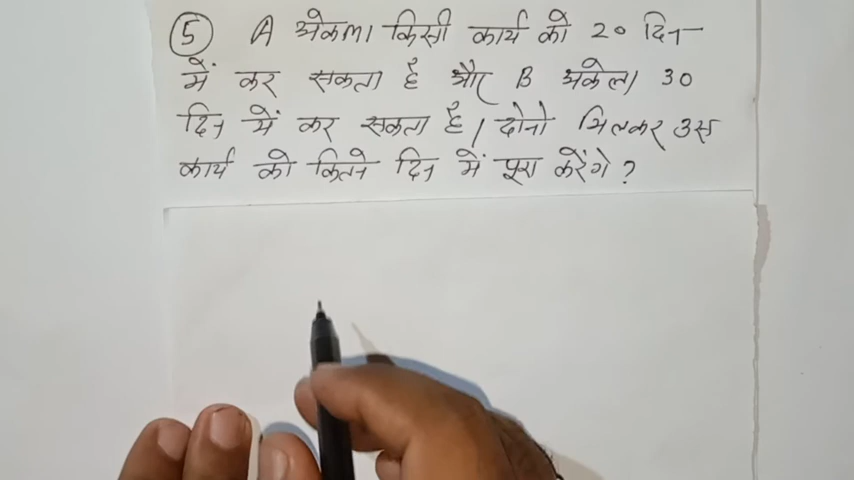 5 A अकेला किसी कार्य को 20 दिन
में कर सकता है और B अकेला 30
दिन में कर सकता है। दोनो मिलकर उस
कार्य को कितने दिन में पूरा करेंगे ?